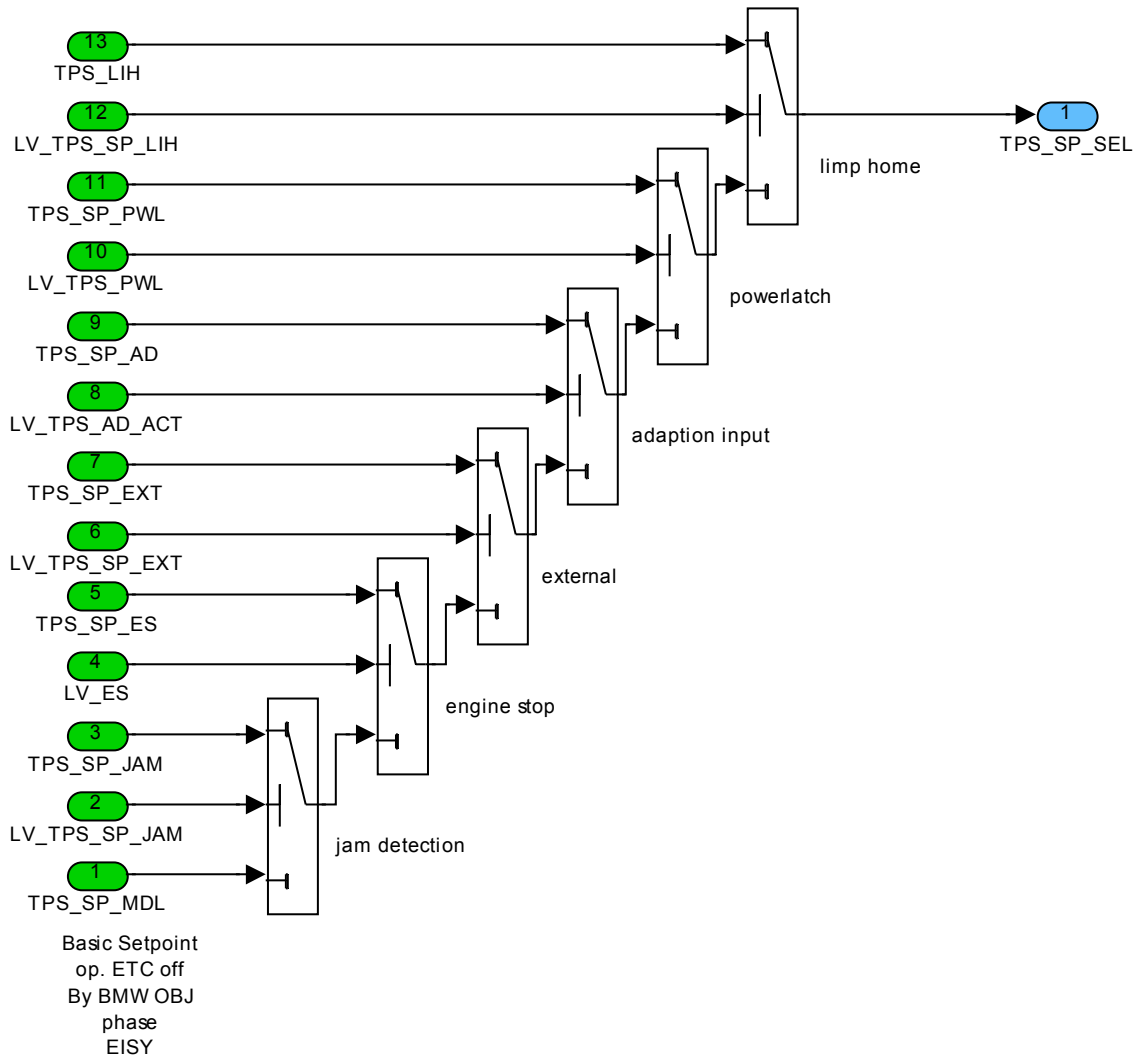 13
TPS_LIH
12
LV_TPS_SP_LIH
1
TPS_SP_SEL
limp home
11
TPS_SP_PWL
10
LV_TPS_PWL
powerlatch
9
TPS_SP_AD
8
LV_TPS_AD_ACT
adaption input
7
TPS_SP_EXT
6
LV_TPS_SP_EXT
external
5
TPS_SP_ES
4
LV_ES
engine stop
3
TPS_SP_JAM
2
LV_TPS_SP_JAM
jam detection
1
TPS_SP_MDL
Basic Setpoint
op. ETC off
By BMW OBJ
phase
EISY